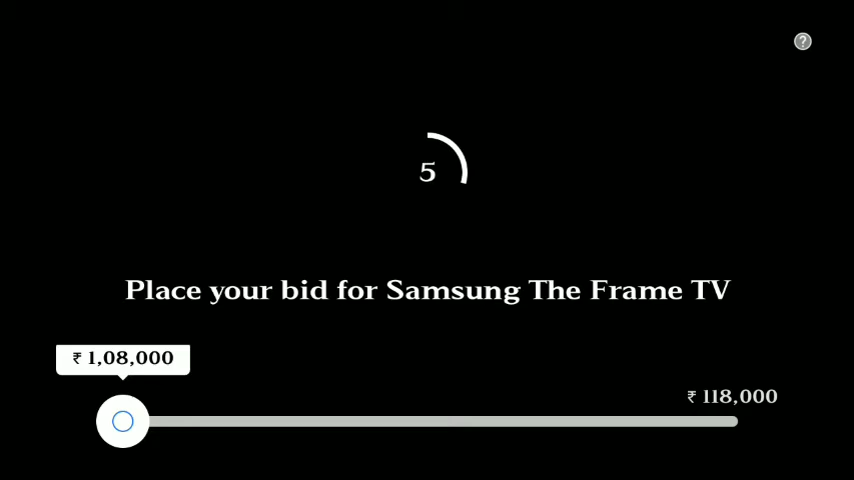 ?
5
Place your bid for Samsung The Frame TV
₹ 1,08,000
₹ 118,000